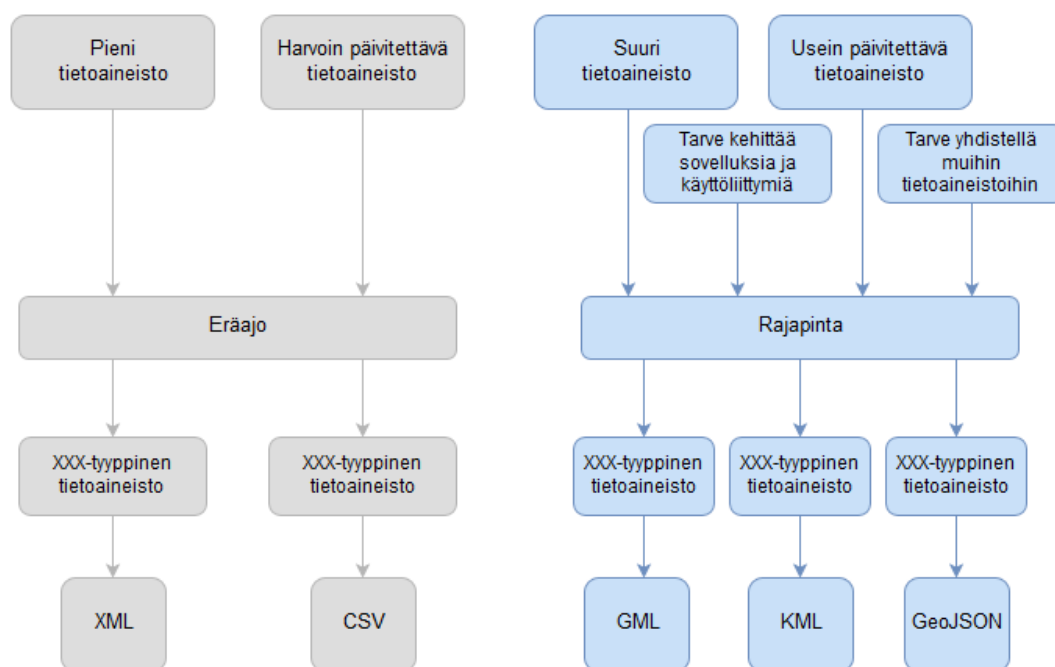 Pieni
tietoaineisto
Harvoin päivitettävä
tietoaineisto
Suuri
tietoaineisto
Usein päivitettävä
tietoaineisto
Tarve kehittää
sovelluksia ja
käyttöliittymiä
Tarve yhdistellä
muihin
tietoaineistoihin
Eräajo
Rajapinta
XXX-tyyppinen
tietoaineisto
XXX-tyyppinen
tietoaineisto
XXX-tyyppinen
tietoaineisto
XXX-tyyppinen
tietoaineisto
XXX-tyyppinen
tietoaineisto
XML
CSV
GML
KML
GeoJSON